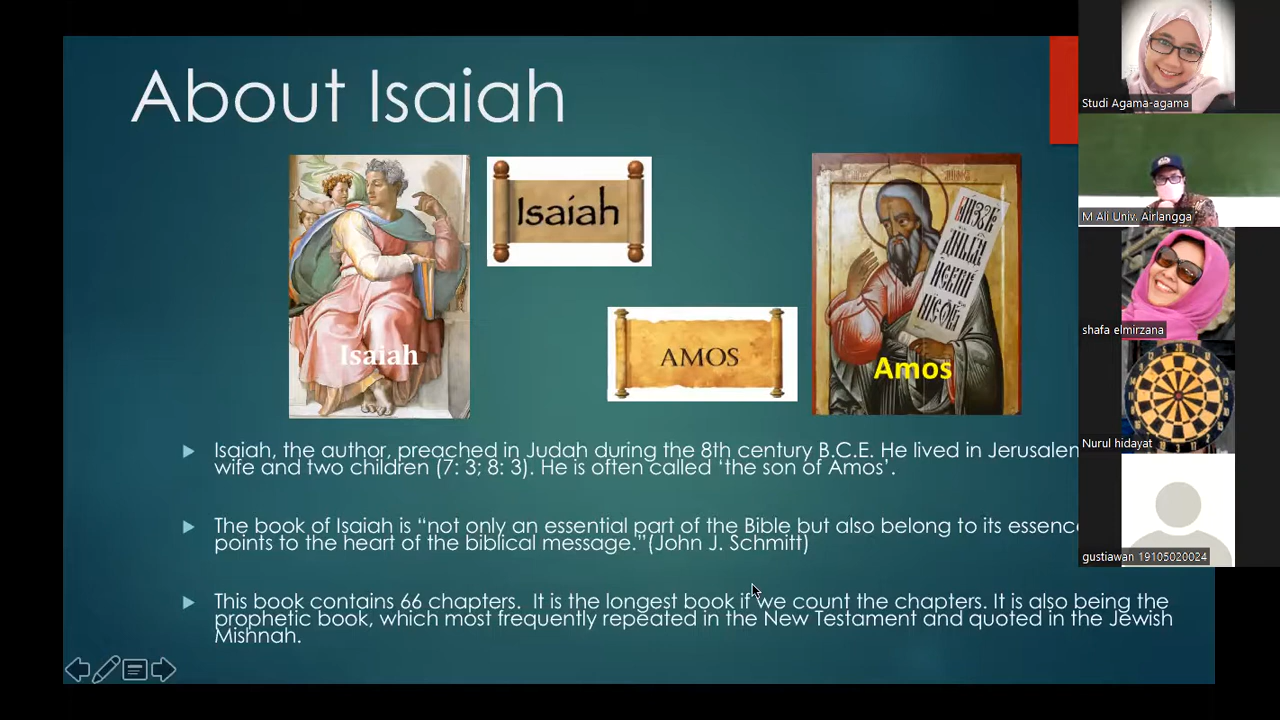 About Isaiah
Isaiah
Isaiah
AMOS
Amos
Isaiah, the author, preached in Judah during the 8th century B.C.E. He lived in Jerusalem
wife and two children (7: 3; 8: 3). He is often called ‘the son of Amos’.
The book of Isaiah is “not only an essential part of the Bible but also belong to its essence
points to the heart of the biblical message.”(John J. Schmitt)
This book contains 66 chapters.  It is the longest book if we count the chapters. It is also being the
prophetic book, which most frequently repeated in the New Testament and quoted in the Jewish
Mishnah.
Studi Agama-agama
M Ali Univ. Airlangga
shafa elmirzana
Nurul hidayat
gustiawan 19105020024